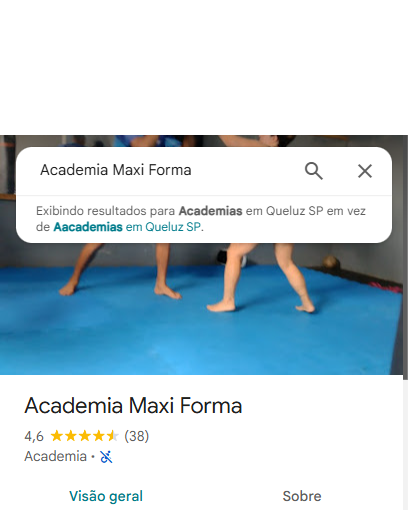 Academia Maxi Forma
Exibindo resultados para Academias em Queluz SP em vez
de Aacademias em Queluz SP.
Academia Maxi Forma
4,6 (38)
Academia ·
Visão geral Sobre